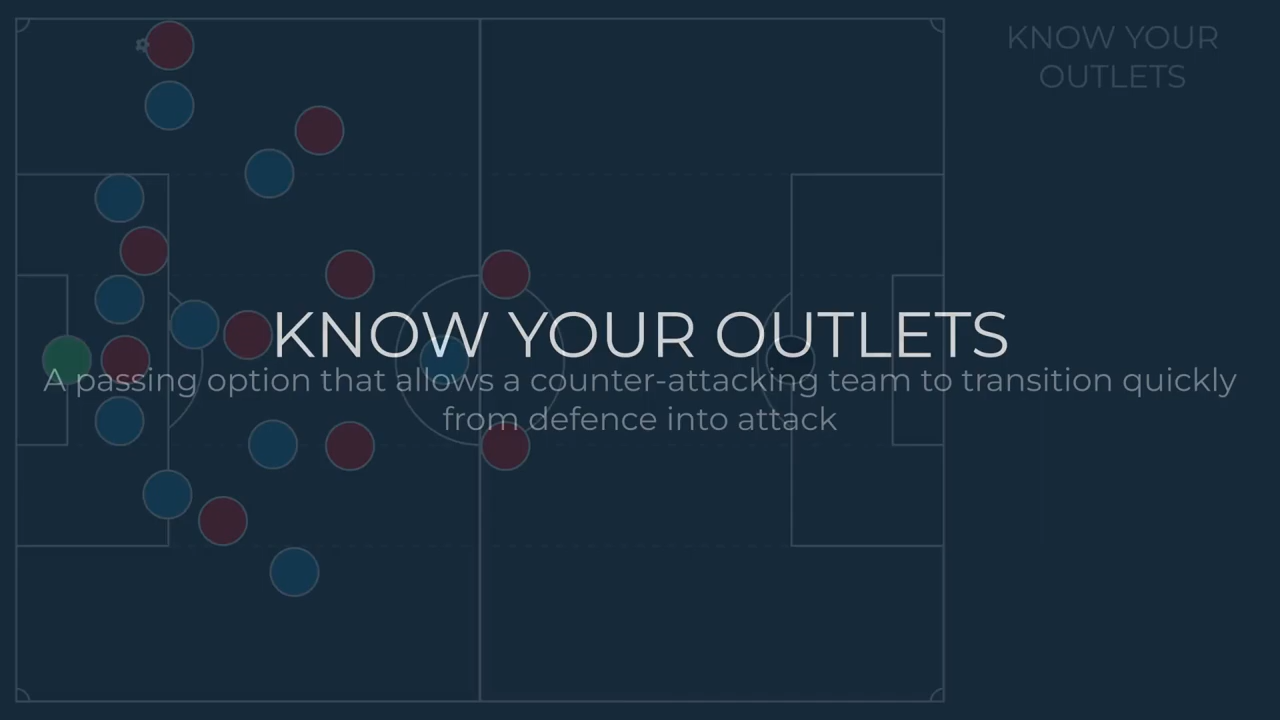 KNOW YOUR
OUTLETS
KNOW YOUR OUTLETS
A passing option that allows a counter-attacking team to transition quickly
from defence into attack